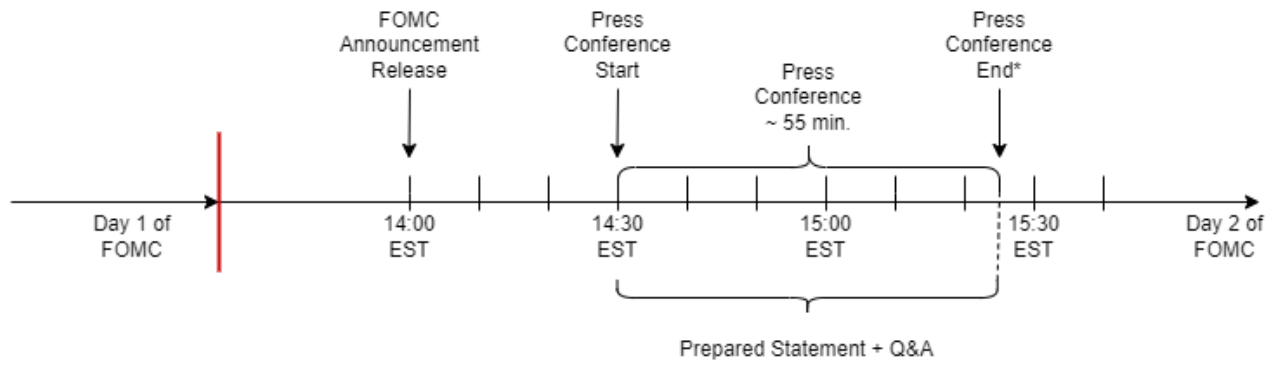 FOMC
Announcement
Release
Press
Conference
Start
Press
Conference
~ 55 min.
Press
Conference
End*
Day 1 of
FOMC
14:00
EST
14:30
EST
15:00
EST
15:30
EST
Day 2 of
FOMC
Prepared Statement + Q&A